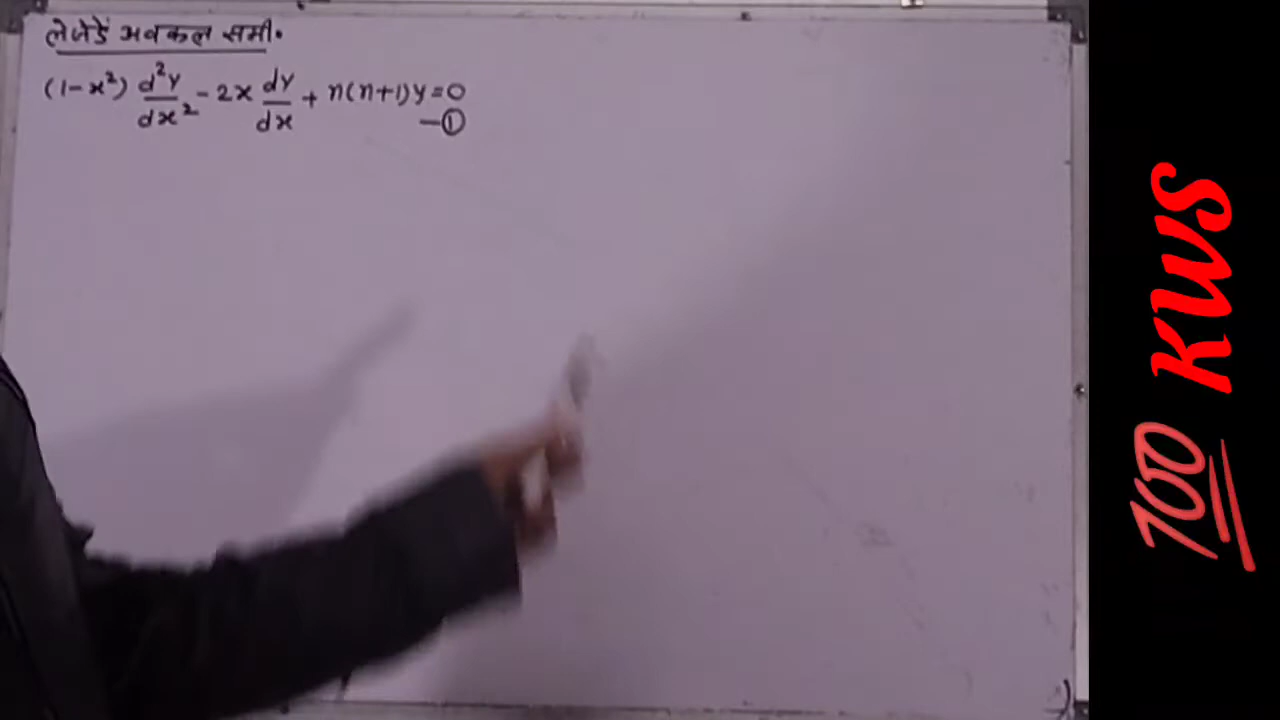 लेजेंडे अवकल समी॰
(1-x²) d²y/dx² - 2x dy/dx + n(n+1)y=0
-①
KWS
100